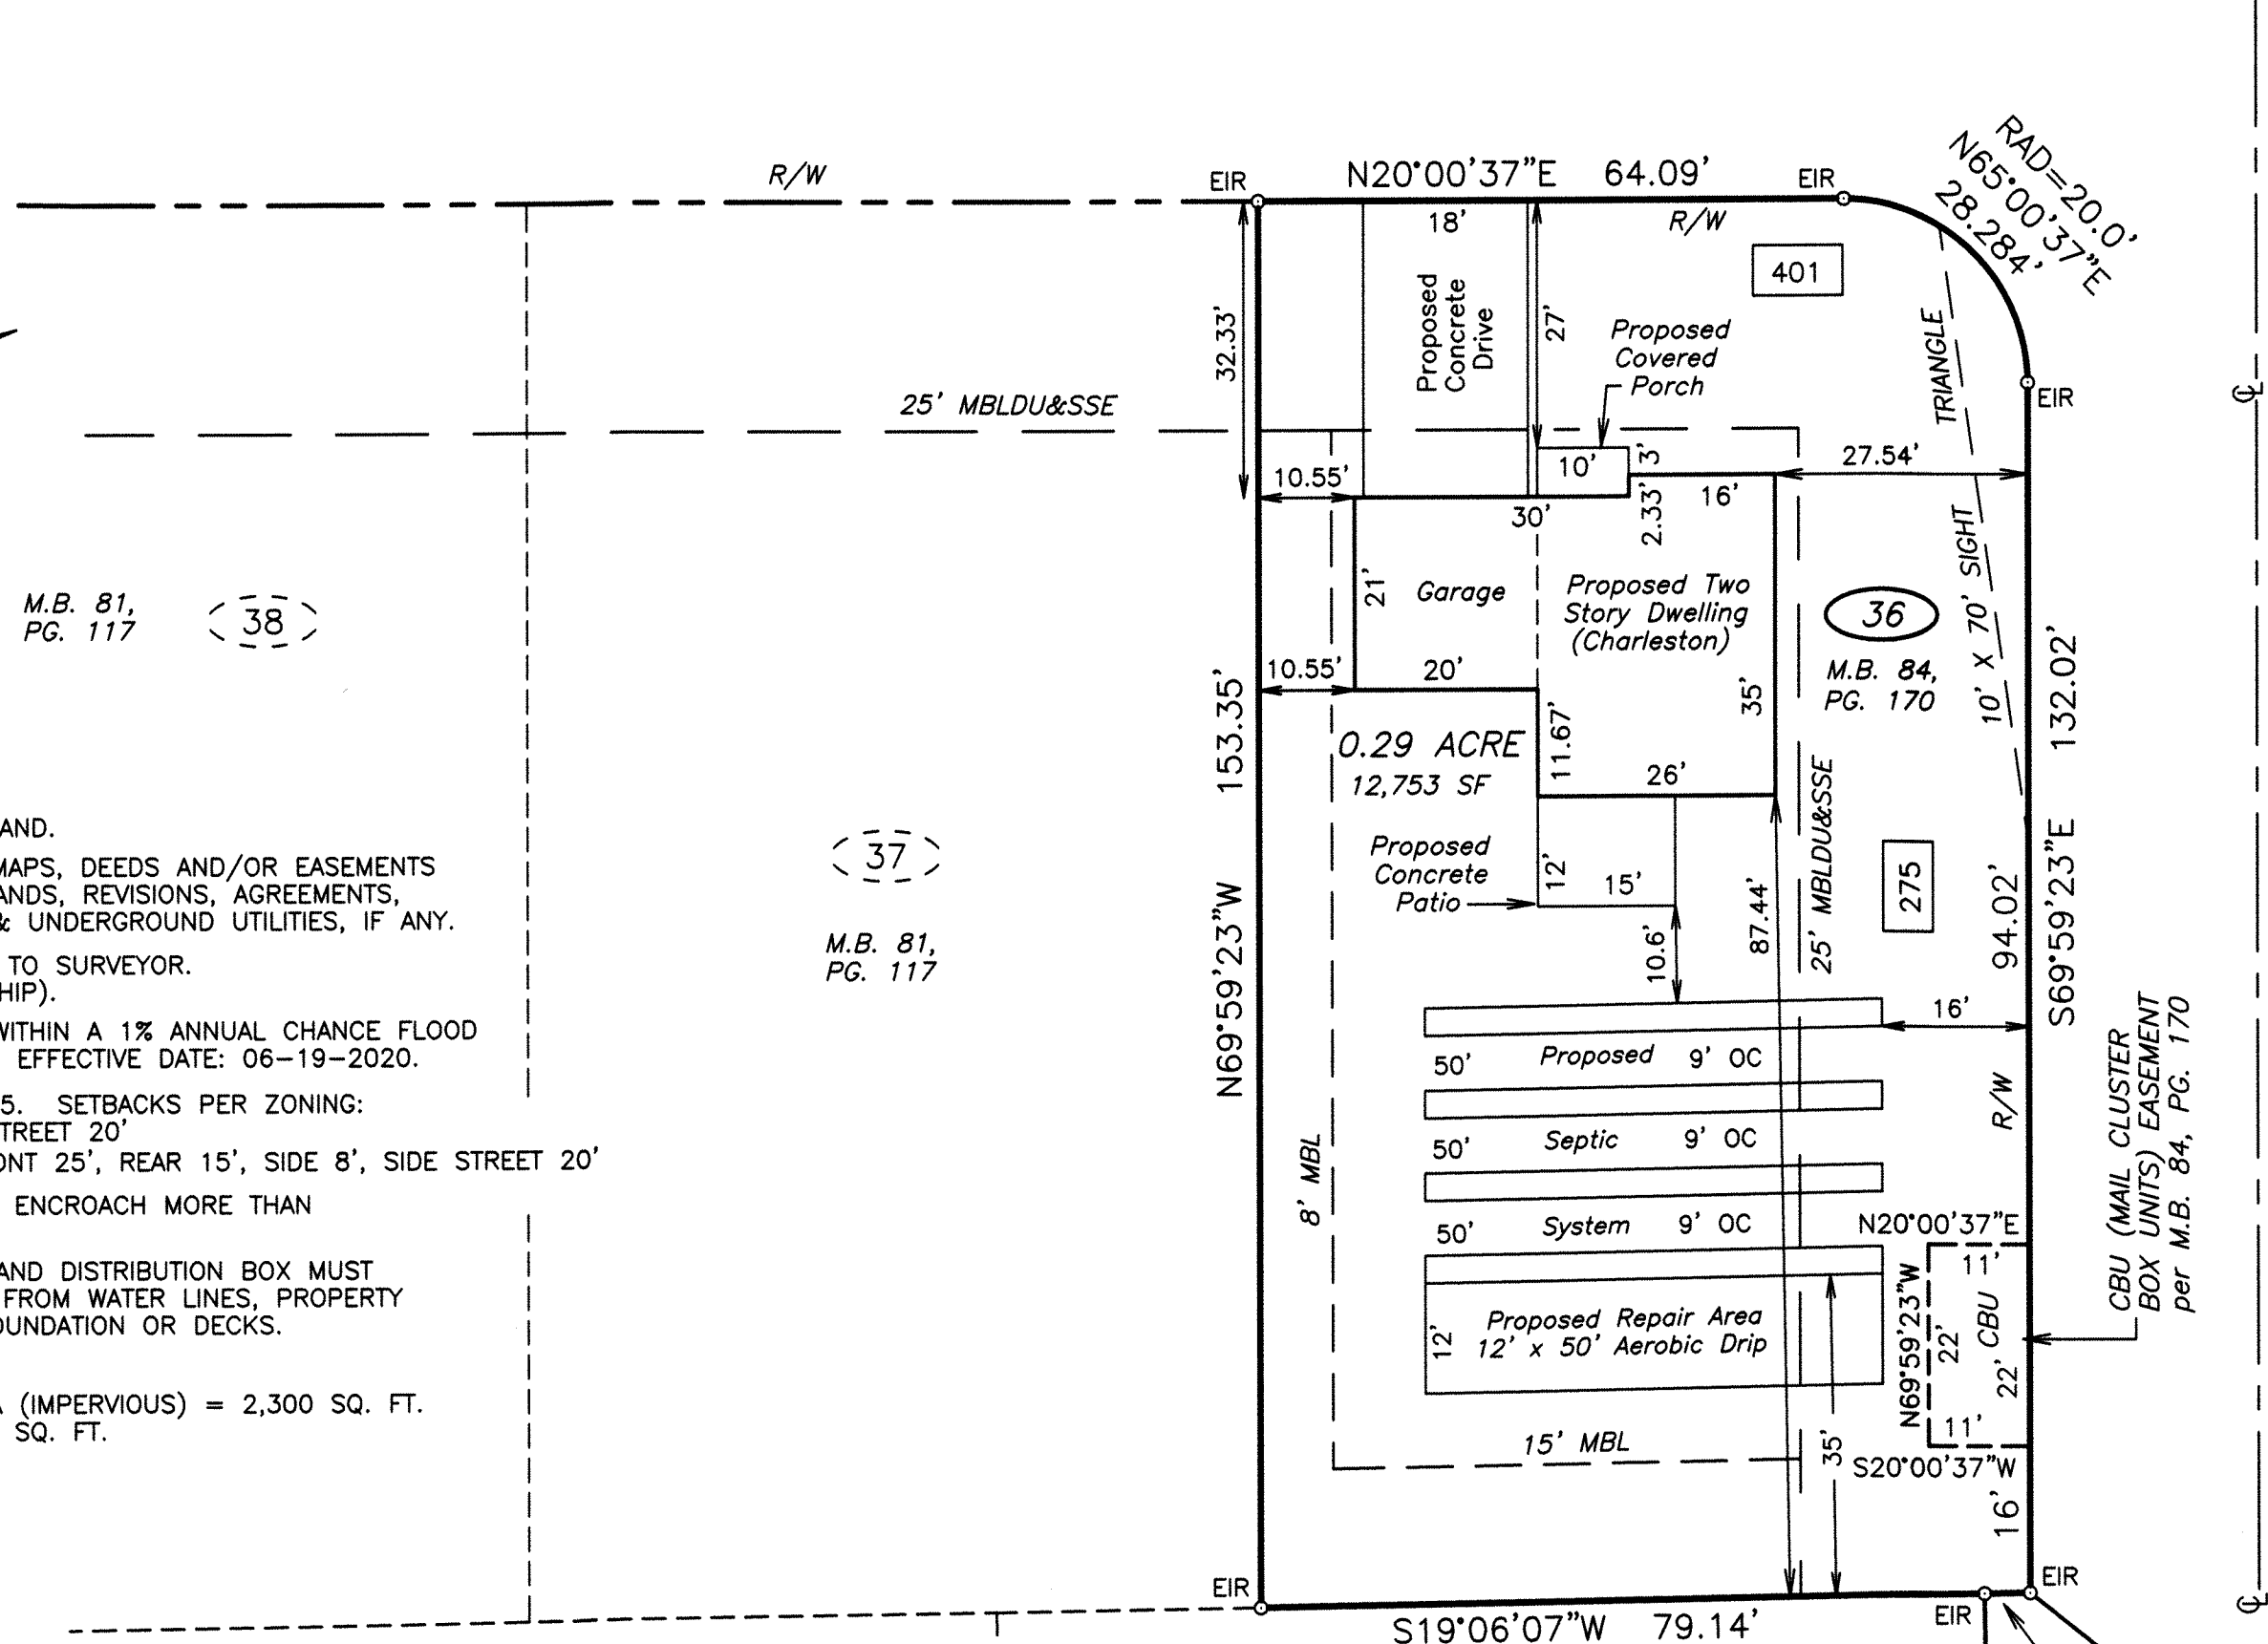 R/W
EIR
N20°00'37"E 64.09'
EIR
RAD=20.0'
N65°00'37"E
28.284'
18'
R/W
401
32.33'
Proposed
Concrete
Drive
27'
Proposed
Covered
Porch
TRIANGLE
EIR
25' MBLDU&SSE
10'
3'
27.54'
10.55'
30'
2.33'
16'
10' X 70' SIGHT
M.B. 81,
PG. 117
38
21'
Garage
Proposed Two
Story Dwelling
(Charleston)
36
M.B. 84,
PG. 170
132.02'
10.55'
20'
35'
153.35'
0.29 ACRE
12,753 SF
11.67'
26'
25' MBLDU&SSE
AND.
MAPS, DEEDS AND/OR EASEMENTS
ANDS, REVISIONS, AGREEMENTS,
& UNDERGROUND UTILITIES, IF ANY.
TO SURVEYOR.
HIP).
WITHIN A 1% ANNUAL CHANCE FLOOD
EFFECTIVE DATE: 06-19-2020.
5. SETBACKS PER ZONING:
STREET 20'
ONT 25', REAR 15', SIDE 8', SIDE STREET 20'
ENCROACH MORE THAN
AND DISTRIBUTION BOX MUST
FROM WATER LINES, PROPERTY
OUNDATION OR DECKS.
A (IMPERVIOUS) = 2,300 SQ. FT.
SQ. FT.
37
M.B. 81,
PG. 117
N69°59'23"W
Proposed
Concrete
Patio
12'
15'
87.44'
275
94.02'
S69°59'23"E
10.6'
16'
50' Proposed 9' OC
50' Septic 9' OC
50' System 9' OC
R/W
CBU (MAIL CLUSTER
BOX UNITS) EASEMENT
per M.B. 84, PG. 170
8' MBL
N20°00'37"E
11'
N69°59'23"W
22'
CBU
22'
12'
Proposed Repair Area
12' x 50' Aerobic Drip
11'
15' MBL
35'
S20°00'37"W
16'
EIR
S19°06'07"W 79.14'
EIR
EIR